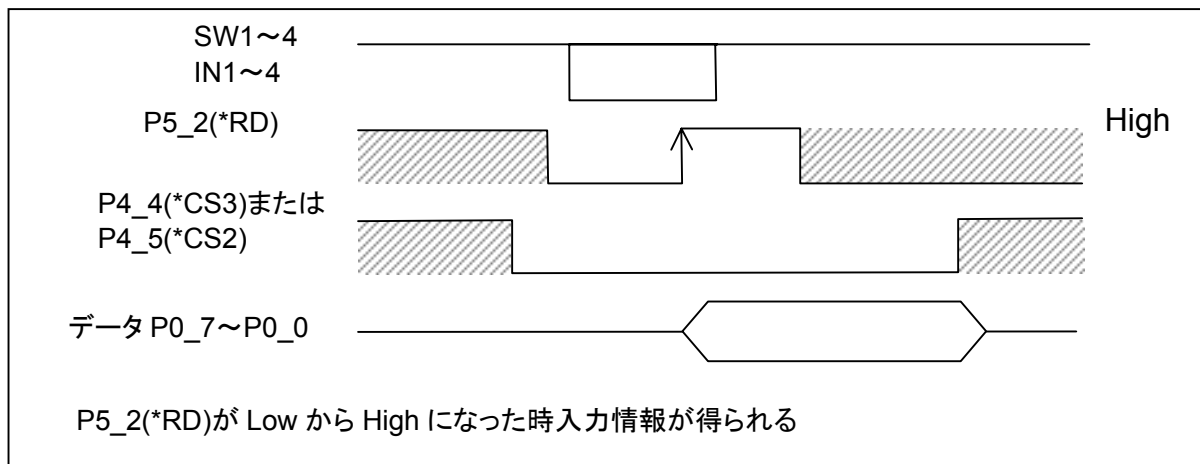 SW1～4
IN1～4
P5_2(*RD)
High
P4_4(*CS3)または
P4_5(*CS2)
データ P0_7～P0_0
P5_2(*RD)が Low から High になった時入力情報が得られる